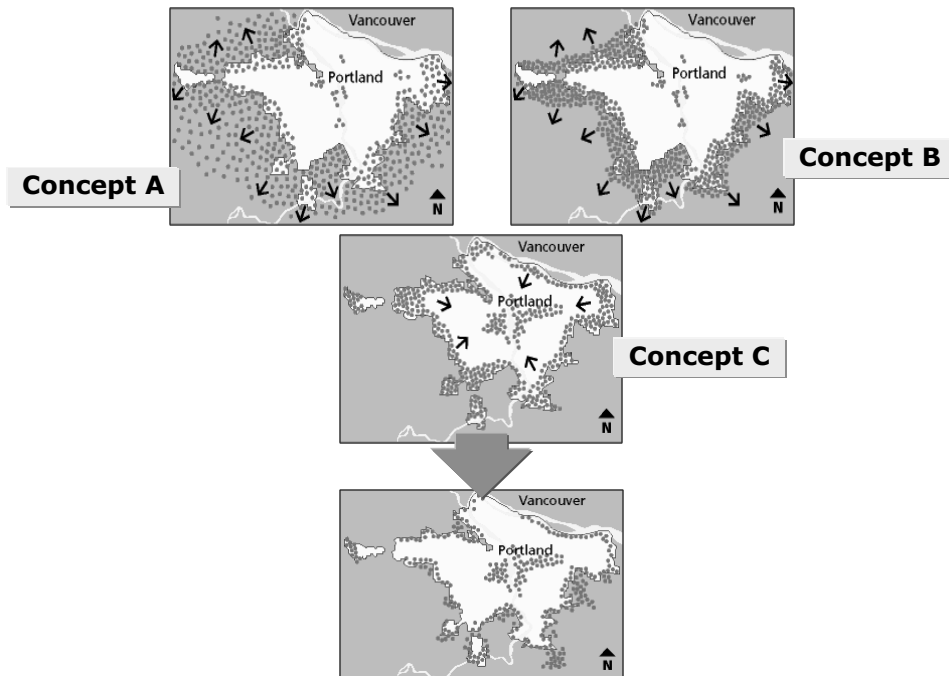 Vancouver
Portland
Concept A
N
Vancouver
Portland
Concept B
N
Vancouver
Portland
Concept C
N
Vancouver
Portland
N